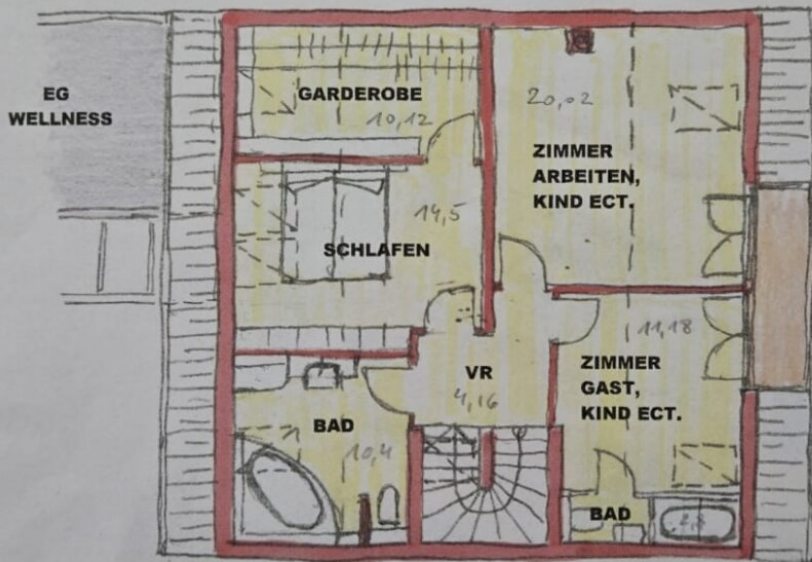 EG
WELLNESS
GARDEROBE
10,12
20,02
ZIMMER
ARBEITEN,
KIND ECT.
14,5
SCHLAFEN
11,18
ZIMMER
GAST,
KIND ECT.
VR
4,16
BAD
10,4
BAD